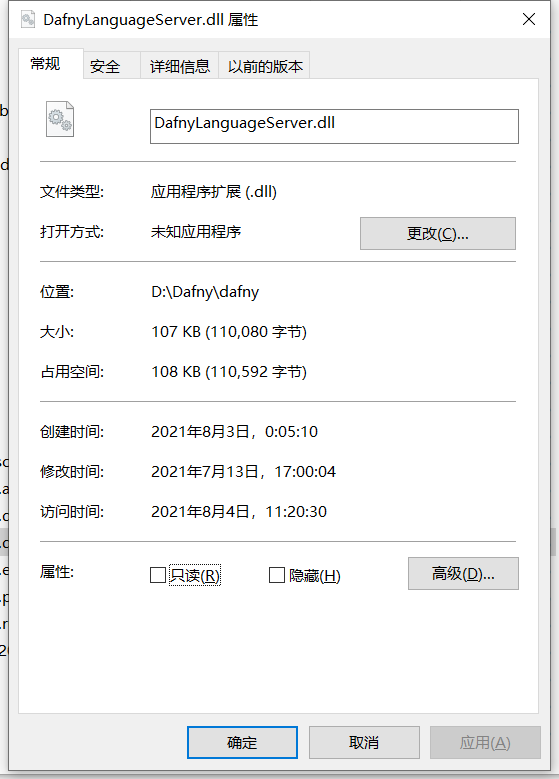 DafnyLanguageServer.dll 属性
常规 安全 详细信息 以前的版本
DafnyLanguageServer.dll
文件类型: 应用程序扩展 (.dll)
打开方式: 未知应用程序 更改(C)...
位置: D:\Dafny\dafny
大小: 107 KB (110,080 字节)
占用空间: 108 KB (110,592 字节)
创建时间: 2021年8月3日，0:05:10
修改时间: 2021年7月13日，17:00:04
访问时间: 2021年8月4日，11:20:30
属性: 只读(R) 隐藏(H) 高级(D)...
确定 取消 应用(A)